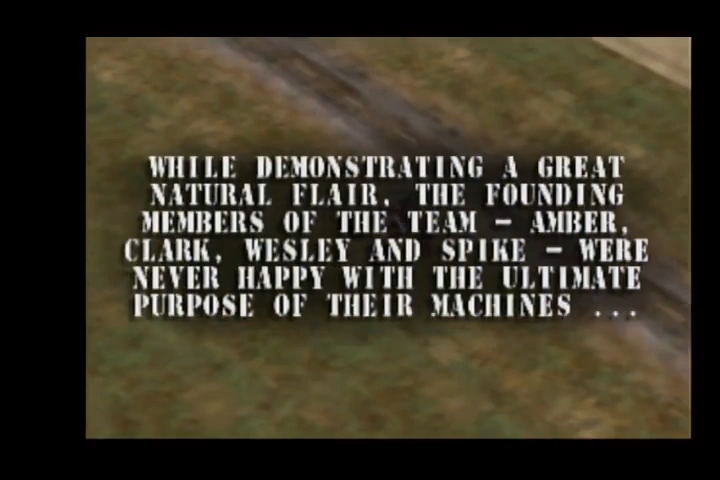 WHILE DEMONSTRATING A GREAT
NATURAL FLAIR, THE FOUNDING
MEMBERS OF THE TEAM - AMBER,
CLARK, WESLEY AND SPIKE - WERE
NEVER HAPPY WITH THE ULTIMATE
PURPOSE OF THEIR MACHINES ...